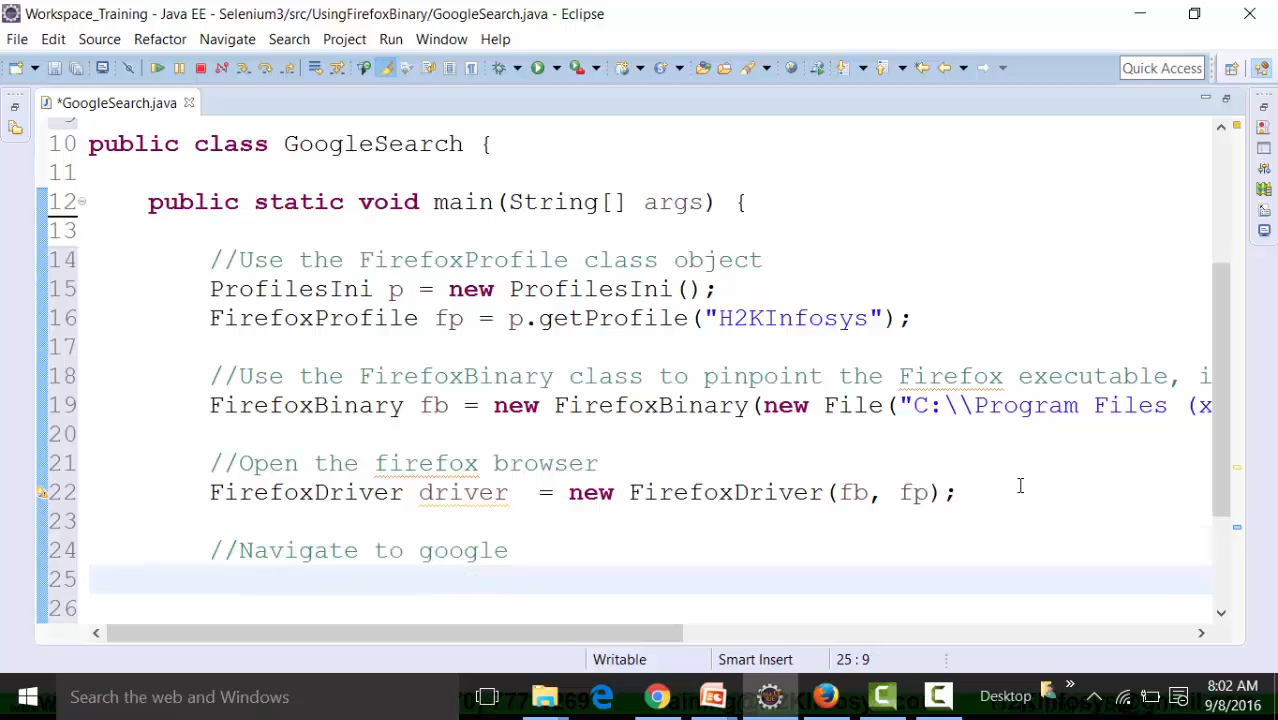 Workspace_Training - Java EE - Selenium3/src/UsingFirefoxBinary/GoogleSearch.java - Eclipse
File Edit Source Refactor Navigate Search Project Run Window Help
Quick Access
*GoogleSearch.java
10 public class GoogleSearch {
11
12 public static void main(String[] args) {
13
14 //Use the FirefoxProfile class object
15 ProfilesIni p = new ProfilesIni();
16 FirefoxProfile fp = p.getProfile("H2KInfosys");
17
18 //Use the FirefoxBinary class to pinpoint the Firefox executable, i
19 FirefoxBinary fb = new FirefoxBinary(new File("C:\\Program Files (x
20
21 //Open the firefox browser
22 FirefoxDriver driver  = new FirefoxDriver(fb, fp);
23
24 //Navigate to google
25
26
Writable Smart Insert 25 : 9
Search the web and Windows
Desktop
8:02 AM
9/8/2016